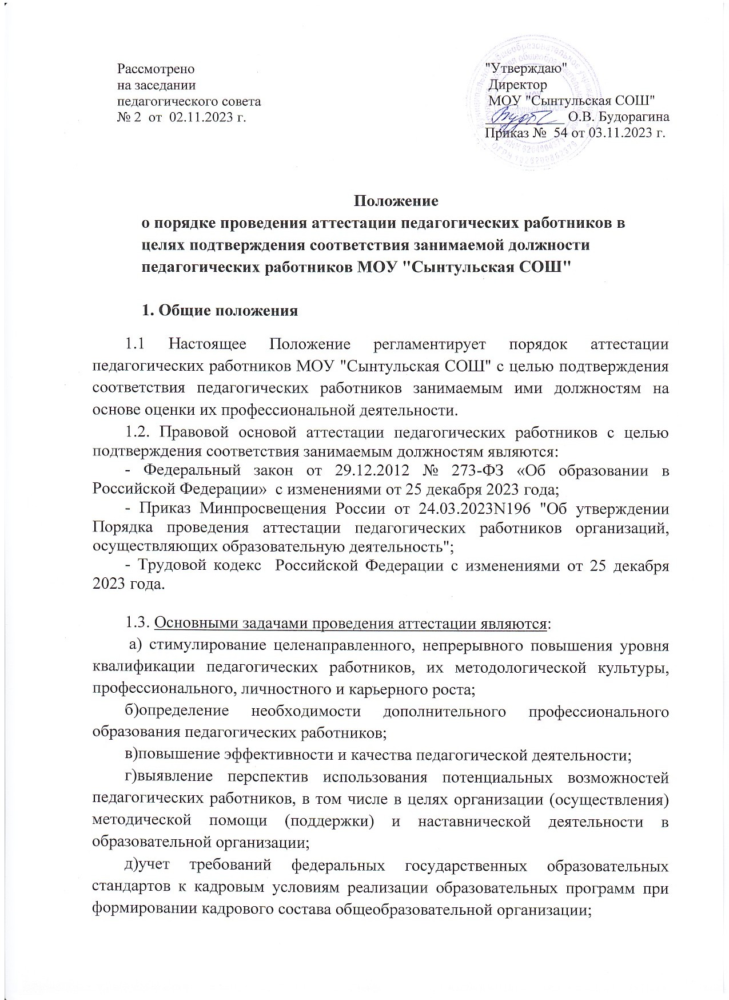 Рассмотрено
на заседании
педагогического совета
№ 2 от 02.11.2023 г.
"Утверждаю"
Директор
МОУ "Сынтульская СОШ"
О.В. Будорагина
Приказ № 54 от 03.11.2023 г.
Положение
о порядке проведения аттестации педагогических работников в
целях подтверждения соответствия занимаемой должности
педагогических работников МОУ "Сынтульская СОШ"
1. Общие положения
1.1 Настоящее Положение регламентирует порядок аттестации
педагогических работников МОУ "Сынтульская СОШ" с целью подтверждения
соответствия педагогических работников занимаемым ими должностям на
основе оценки их профессиональной деятельности.
1.2. Правовой основой аттестации педагогических работников с целью
подтверждения соответствия занимаемым должностям являются:
- Федеральный закон от 29.12.2012 № 273-ФЗ «Об образовании в
Российской Федерации» с изменениями от 25 декабря 2023 года;
- Приказ Минпросвещения России от 24.03.2023N196 "Об утверждении
Порядка проведения аттестации педагогических работников организаций,
осуществляющих образовательную деятельность";
- Трудовой кодекс Российской Федерации с изменениями от 25 декабря
2023 года.
1.3. Основными задачами проведения аттестации являются:
а) стимулирование целенаправленного, непрерывного повышения уровня
квалификации педагогических работников, их методологической культуры,
профессионального, личностного и карьерного роста;
б)определение необходимости дополнительного профессионального
образования педагогических работников;
в)повышение эффективности и качества педагогической деятельности;
г)выявление перспектив использования потенциальных возможностей
педагогических работников, в том числе в целях организации (осуществления)
методической помощи (поддержки) и наставнической деятельности в
образовательной организации;
д)учет требований федеральных государственных образовательных
стандартов к кадровым условиям реализации образовательных программ при
формировании кадрового состава общеобразовательной организации;